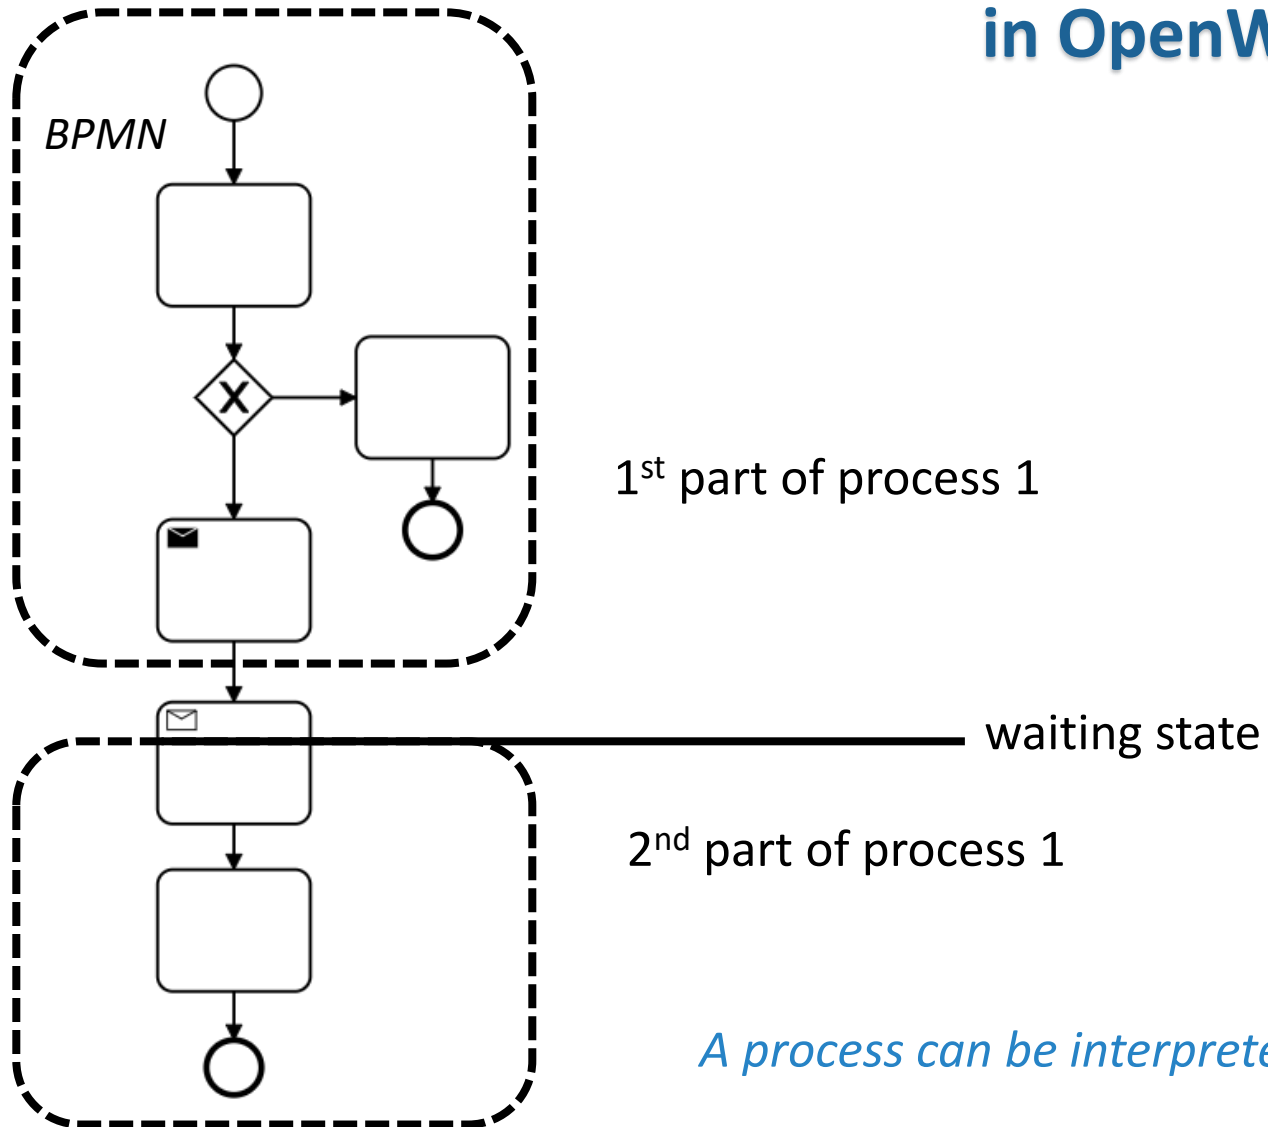 in OpenW
BPMN
X
1st part of process 1
waiting state
2nd part of process 1
A process can be interprete